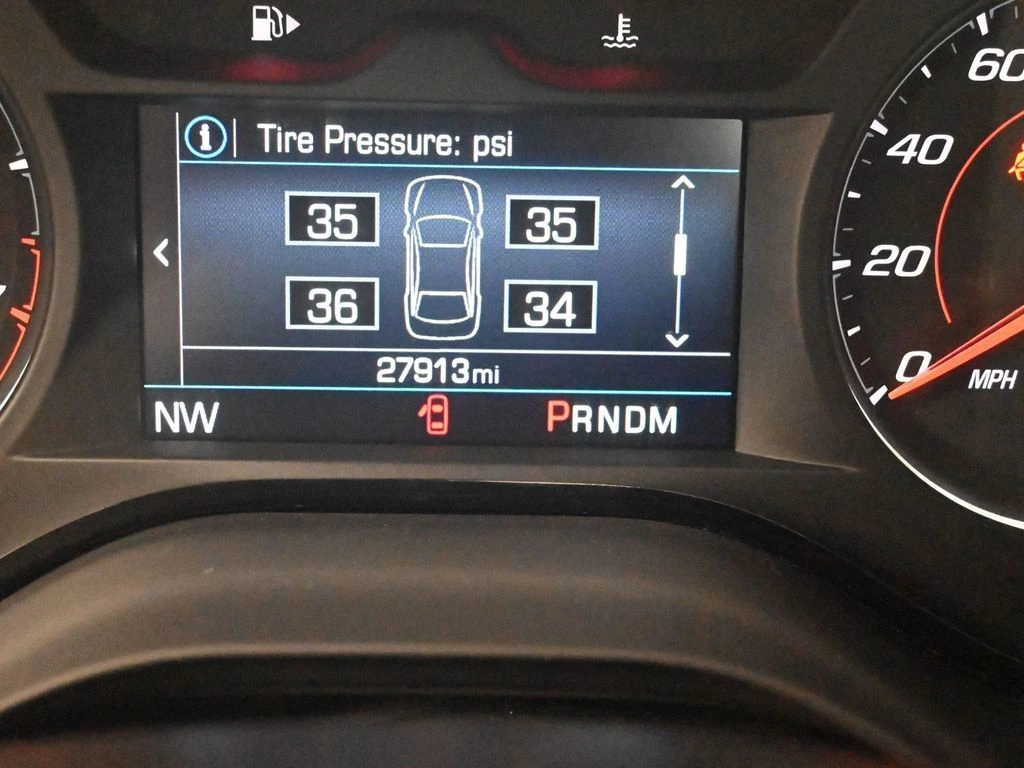 60
Tire Pressure: psi
40
35 35
20
36 34
0
27913mi
MPH
NW PRNDM